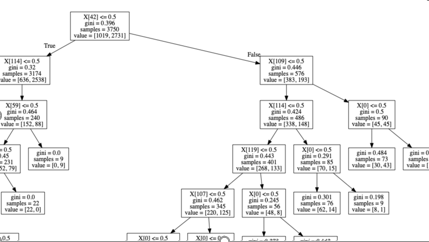 X[42] <= 0.5
gini = 0.396
samples = 3750
value = [1019, 2731]
True
False
X[114] <= 0.5
gini = 0.32
samples = 3174
value = [636, 2538]
X[109] <= 0.5
gini = 0.446
samples = 576
value = [383, 193]
X[59] <= 0.5
gini = 0.464
samples = 240
value = [152, 88]
X[114] <= 0.5
gini = 0.424
samples = 486
value = [338, 148]
X[0] <= 0.5
gini = 0.5
samples = 90
value = [45, 45]
gini = 0.0
samples = 9
value = [0, 9]
X[119] <= 0.5
gini = 0.443
samples = 401
value = [268, 133]
X[0] <= 0.5
gini = 0.291
samples = 85
value = [70, 15]
gini = 0.484
samples = 73
value = [30, 43]
gini = 0.0
samples = 22
value = [22, 0]
X[107] <= 0.5
gini = 0.462
samples = 345
value = [220, 125]
X[0] <= 0.5
gini = 0.245
samples = 56
value = [48, 8]
gini = 0.301
samples = 76
value = [62, 14]
gini = 0.198
samples = 9
value = [8, 1]
X[0] <= 0.5